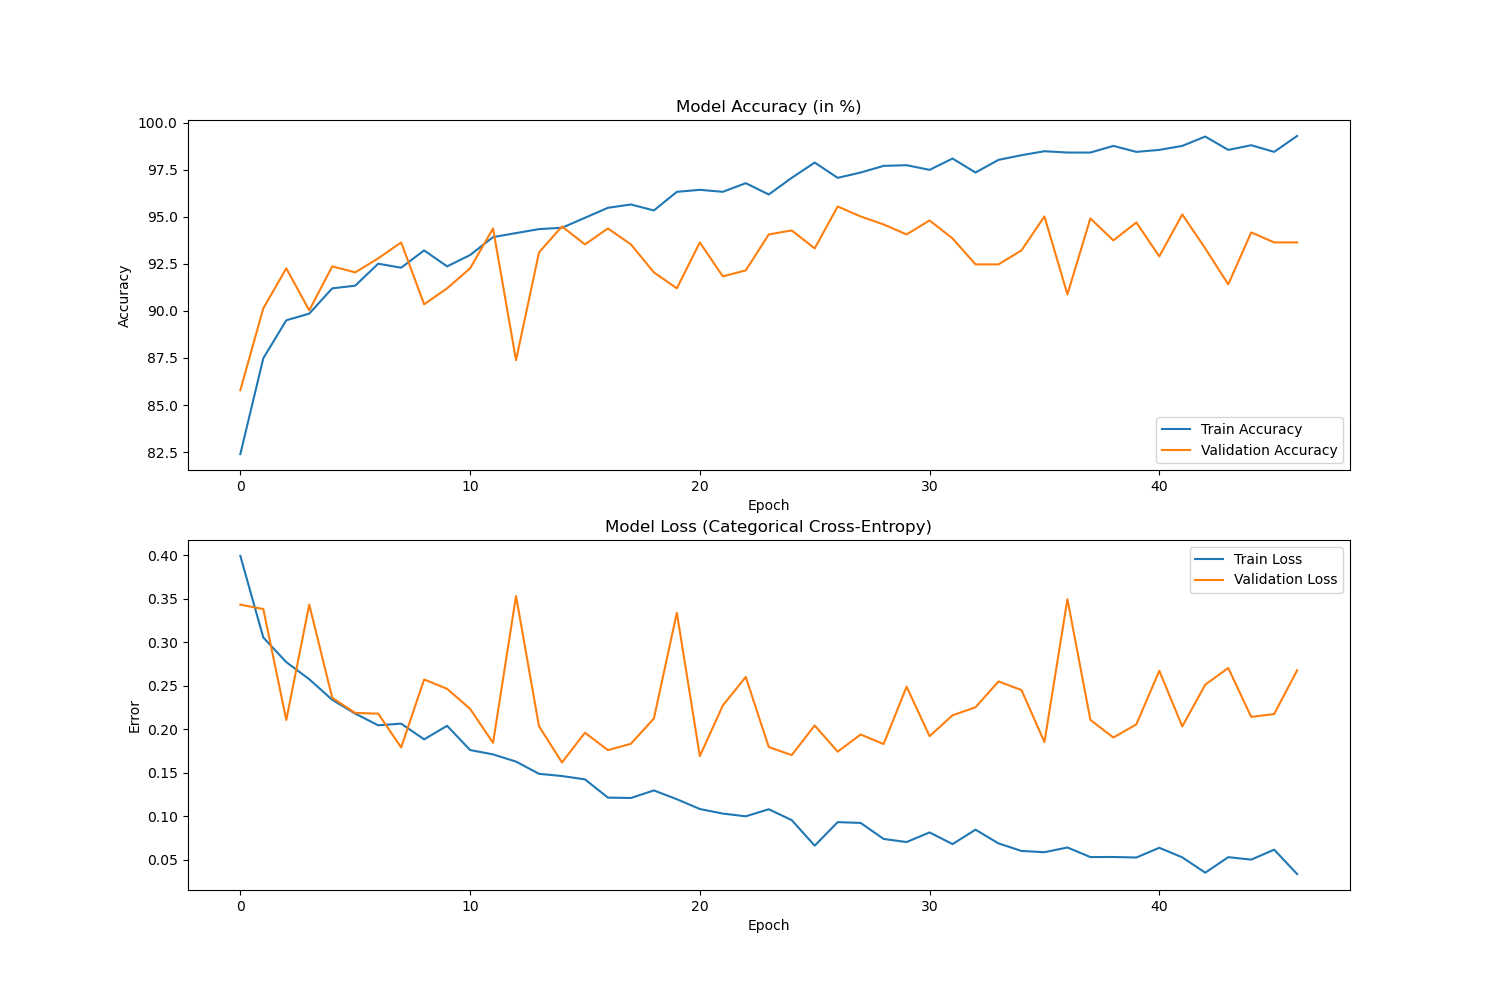 Model Accuracy (in %)
100.0
97.5
95.0
92.5
90.0
87.5
85.0
82.5
Accuracy
Train Accuracy
Validation Accuracy
0 10 20 30 40
Epoch
Model Loss (Categorical Cross-Entropy)
0.40
0.35
0.30
0.25
0.20
0.15
0.10
0.05
Error
Train Loss
Validation Loss
0 10 20 30 40
Epoch